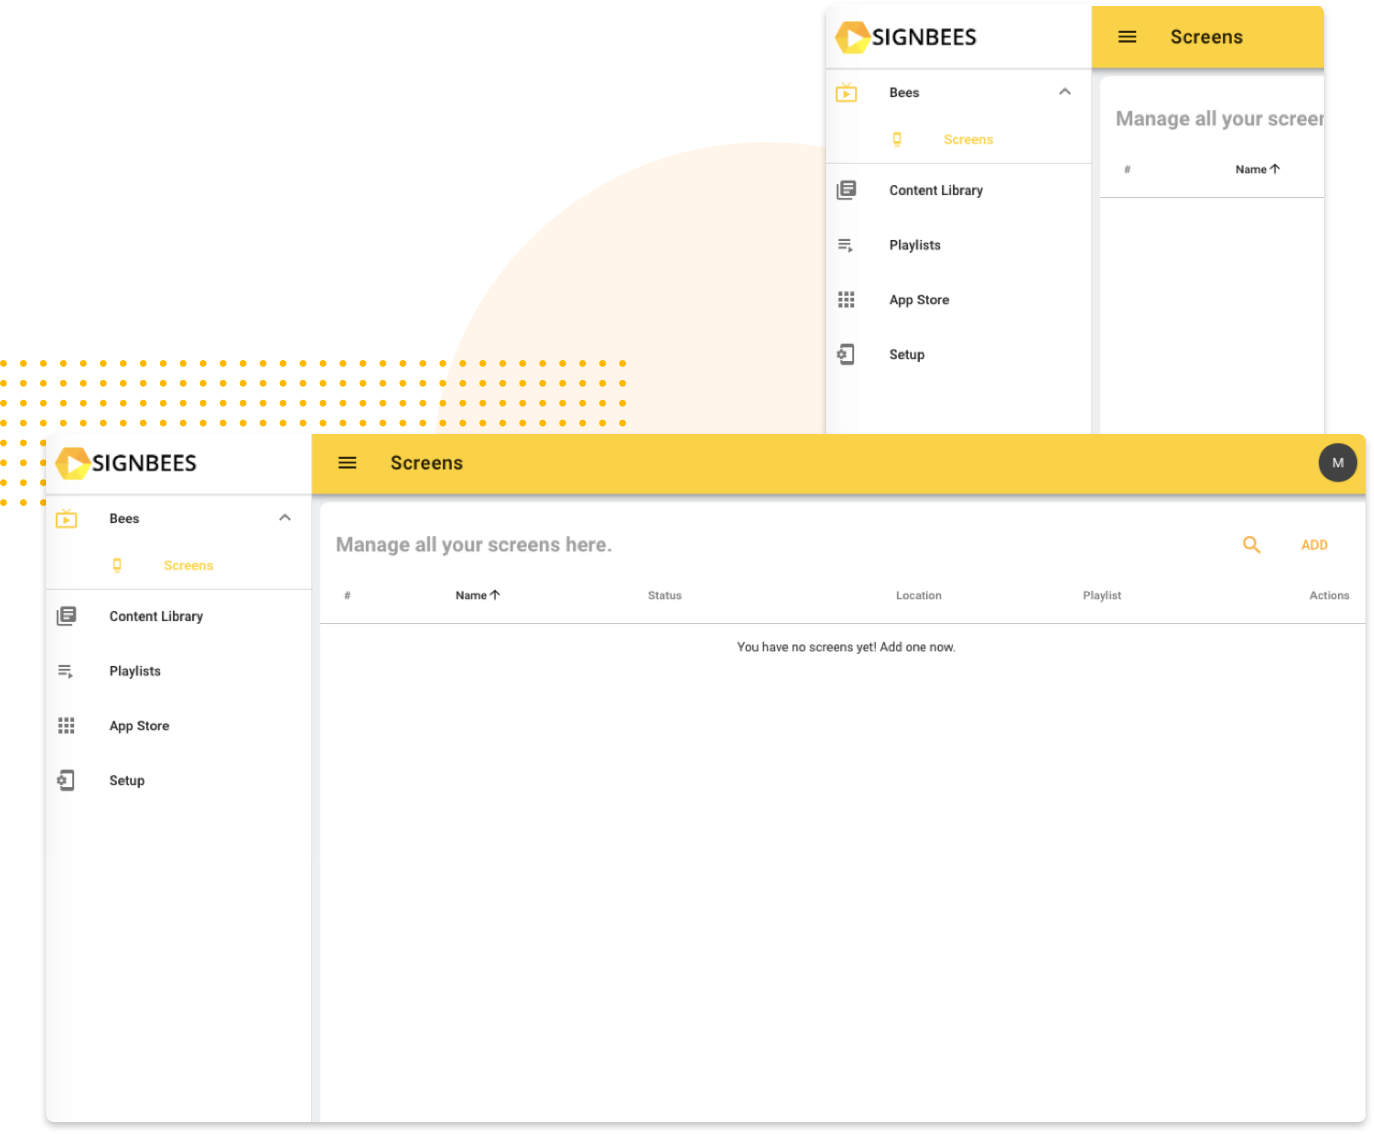 SIGNBEES
Screens
Bees
Manage all your screen
Screens
# Name
Content Library
Playlists
App Store
Setup
SIGNBEES
Screens
M
Bees
Manage all your screens here.
ADD
Screens
# Name Status Location Playlist Actions
Content Library
You have no screens yet! Add one now.
Playlists
App Store
Setup